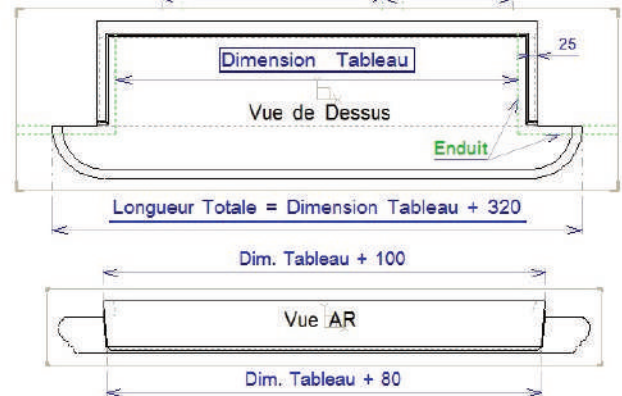 25
Dimension Tableau
Vue de Dessus
Enduit
Longueur Totale = Dimension Tableau + 320
Dim. Tableau + 100
Vue AR
Dim. Tableau + 80